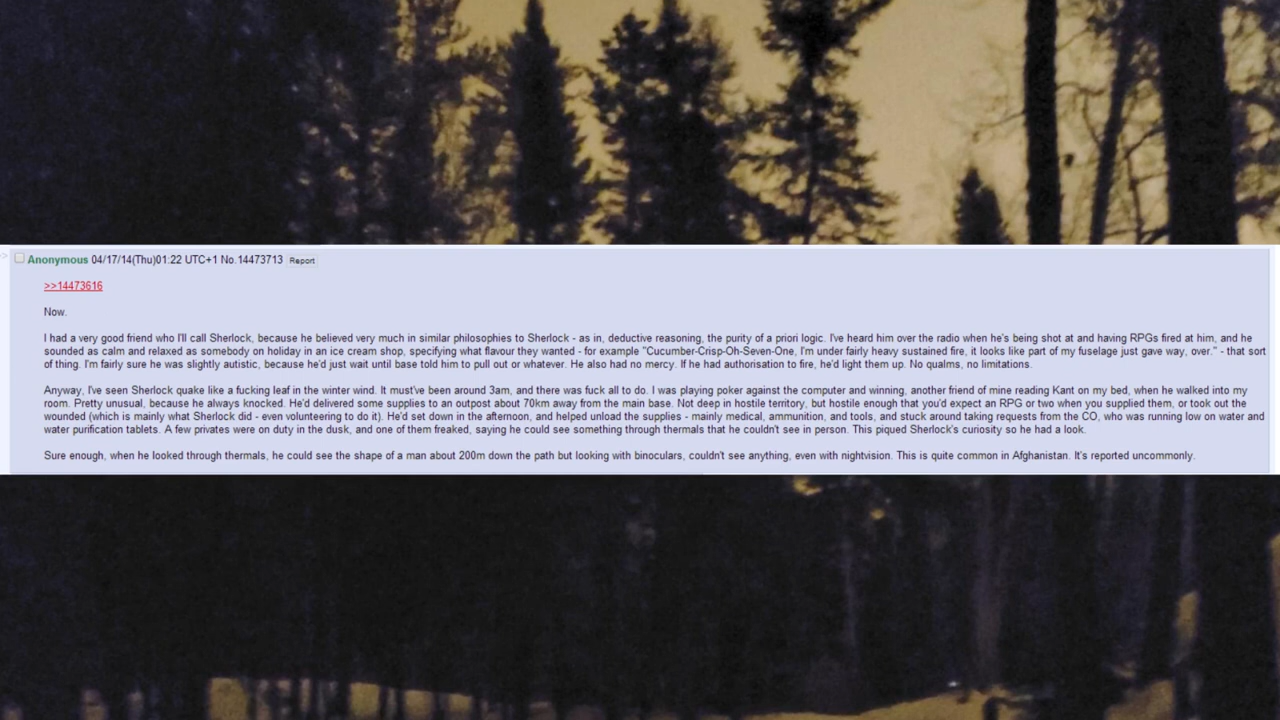 Anonymous 04/17/14(Thu)01:22 UTC+1 No.14473713 Report
>>14473616
Now.
I had a very good friend who I'll call Sherlock, because he believed very much in similar philosophies to Sherlock - as in, deductive reasoning, the purity of a priori logic. I've heard him over the radio when he's being shot at and having RPGs fired at him, and he
sounded as calm and relaxed as somebody on holiday in an ice cream shop, specifying what flavour they wanted - for example "Cucumber-Crisp-Oh-Seven-One, I'm under fairly heavy sustained fire, it looks like part of my fuselage just gave way, over." - that sort
of thing. I'm fairly sure he was slightly autistic, because he'd just wait until base told him to pull out or whatever. He also had no mercy. If he had authorisation to fire, he'd light them up. No qualms, no limitations.
Anyway, I've seen Sherlock quake like a fucking leaf in the winter wind. It must've been around 3am, and there was fuck all to do. I was playing poker against the computer and winning, another friend of mine reading Kant on my bed, when he walked into my
room. Pretty unusual, because he always knocked. He'd delivered some supplies to an outpost about 70km away from the main base. Not deep in hostile territory, but hostile enough that you'd expect an RPG or two when you supplied them, or took out the
wounded (which is mainly what Sherlock did - even volunteering to do it). He'd set down in the afternoon, and helped unload the supplies - mainly medical, ammunition, and tools, and stuck around taking requests from the CO, who was running low on water and
water purification tablets. A few privates were on duty in the dusk, and one of them freaked, saying he could see something through thermals that he couldn't see in person. This piqued Sherlock's curiosity so he had a look.
Sure enough, when he looked through thermals, he could see the shape of a man about 200m down the path but looking with binoculars, couldn't see anything, even with nightvision. This is quite common in Afghanistan. It's reported uncommonly.